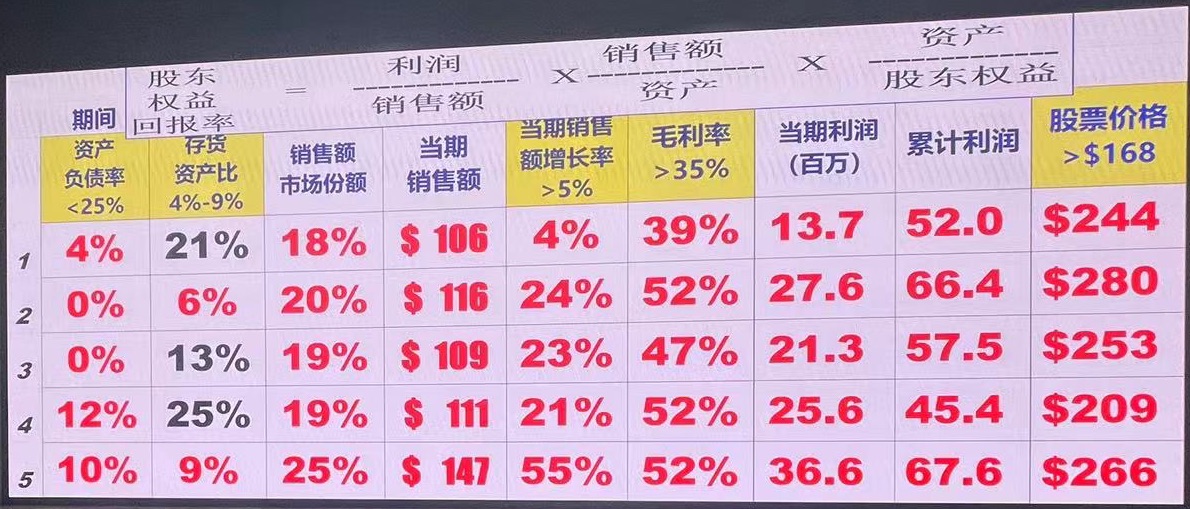 股东
权益
回报率
=
利润
销售额
X
销售额
资产
X
资产
股东权益
期间
资产
负债率
<25%
存货
资产比
4%-9%
销售额
市场份额
当期
销售额
当期销售
额增长率
>5%
毛利率
>35%
当期利润
(百万)
累计利润
股票价格
>$168
1 4% 21% 18% $ 106 4% 39% 13.7 52.0 $244
2 0% 6% 20% $ 116 24% 52% 27.6 66.4 $280
3 0% 13% 19% $ 109 23% 47% 21.3 57.5 $253
4 12% 25% 19% $ 111 21% 52% 25.6 45.4 $209
5 10% 9% 25% $ 147 55% 52% 36.6 67.6 $266